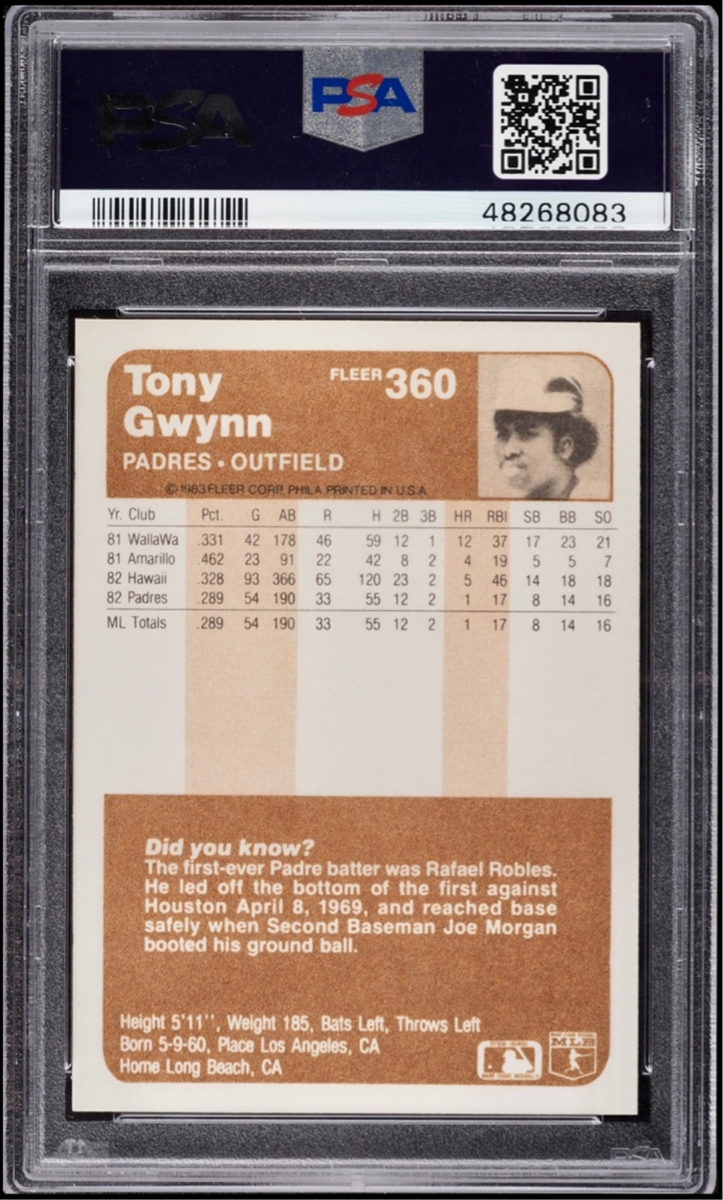 PSA
PSA
48268083
Tony
Gwynn
FLEER 360
PADRES • OUTFIELD
© 1983 FLEER CORP. PHILA PRINTED IN U.S.A.
Yr. Club Pct. G AB R H 2B 3B HR RBI SB BB SO
81 WallaWa .331 42 178 46 59 12 1 12 37 17 23 21
81 Amarillo .462 23 91 22 42 8 2 4 19 5 5 7
82 Hawaii .328 93 366 65 120 23 2 5 46 14 18 18
82 Padres .289 54 190 33 55 12 2 1 17 8 14 16
ML Totals .289 54 190 33 55 12 2 1 17 8 14 16
Did you know?
The first-ever Padre batter was Rafael Robles.
He led off the bottom of the first against
Houston April 8, 1969, and reached base
safely when Second Baseman Joe Morgan
booted his ground ball.
Height 5'11'', Weight 185, Bats Left, Throws Left
Born 5-9-60, Place Los Angeles, CA
Home Long Beach, CA
MLB
PSA